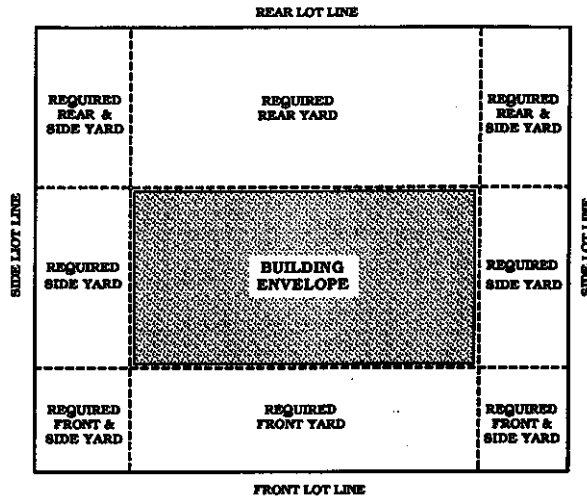 REAR LOT LINE
REQUIRED
REAR &
SIDE YARD
REQUIRED
REAR YARD
REQUIRED
REAR &
SIDE YARD
SIDE LIOT LINE
REQUIRED
SIDE YARD
BUILDING
ENVELOPE
REQUIRED
SIDE YARD
SIDE LOT LINE
REQUIRED
FRONT &
SIDE YARD
REQUIRED
FRONT YARD
REQUIRED
FRONT &
SIDE YARD
FRONT LOT LINE